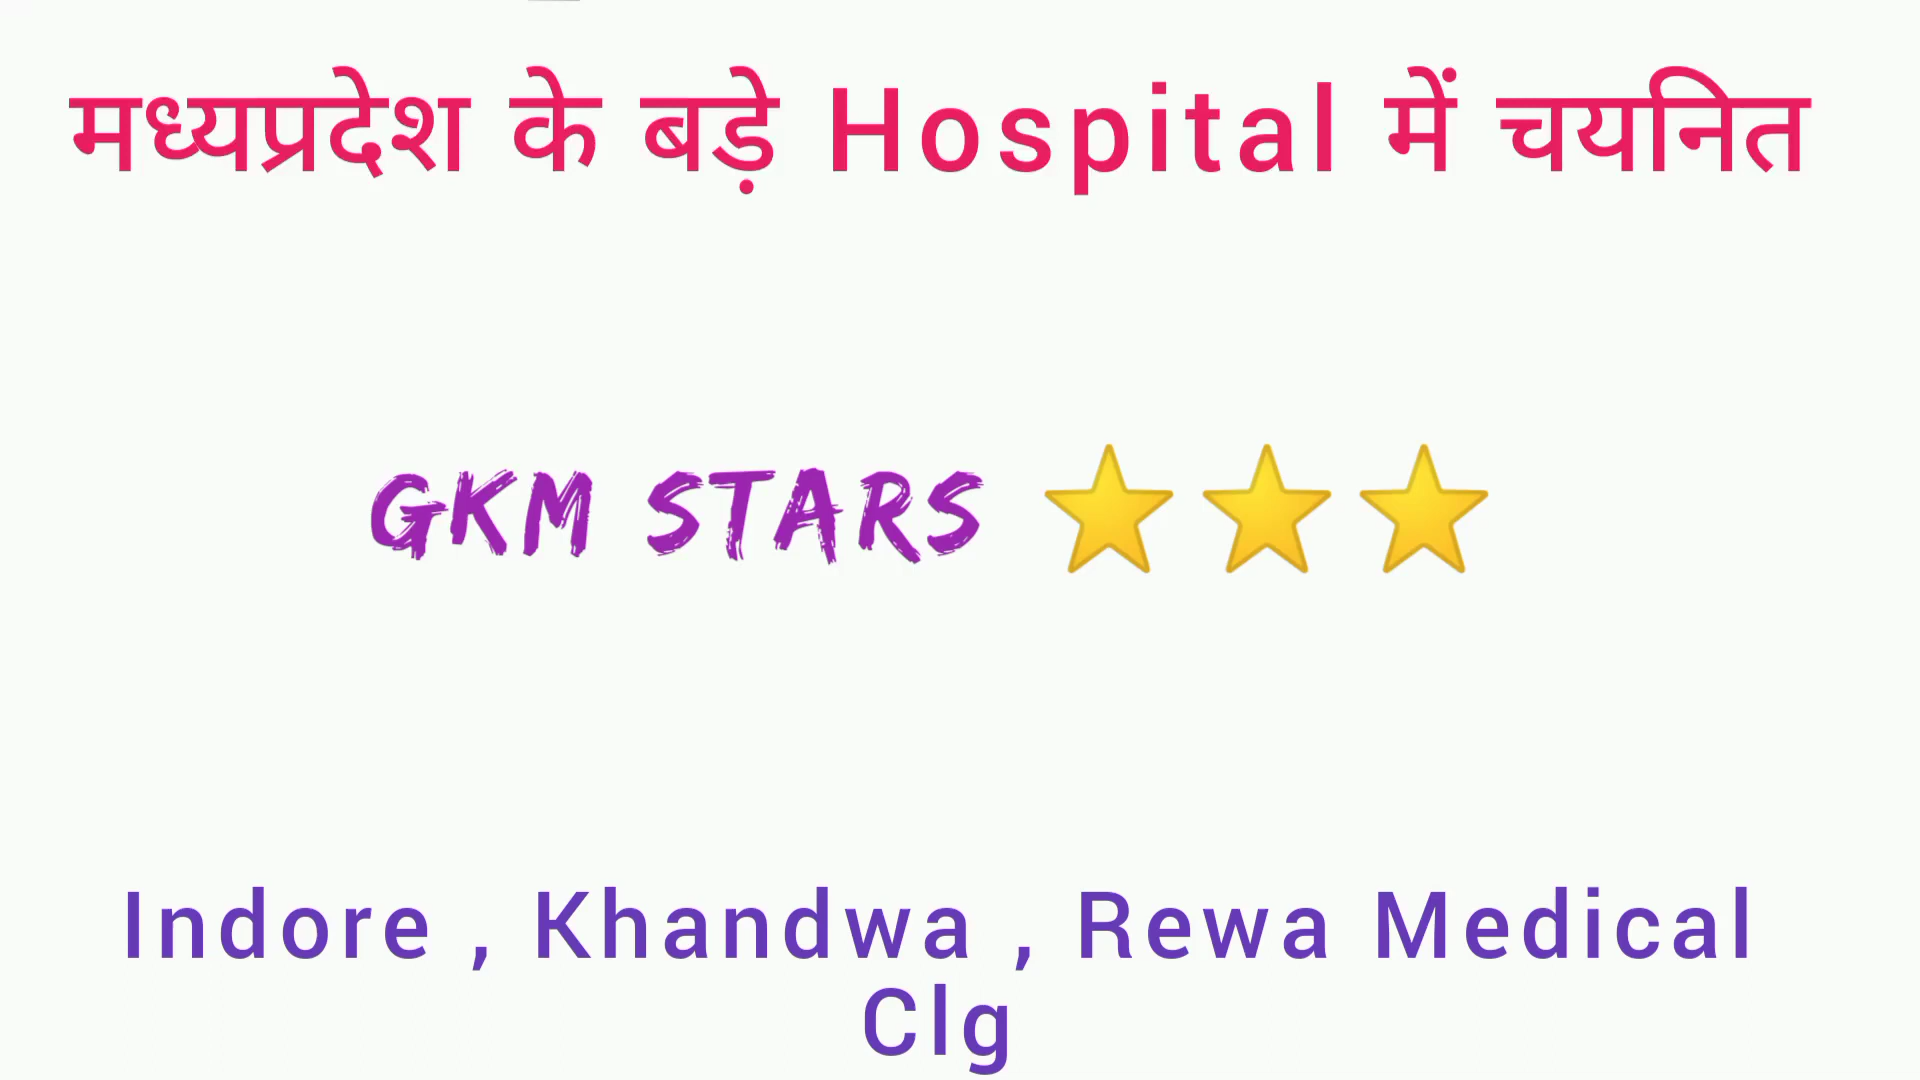 मध्यप्रदेश के बड़े Hospital में चयनित
GKM STARS ⭐⭐⭐
Indore , Khandwa , Rewa Medical
Clg